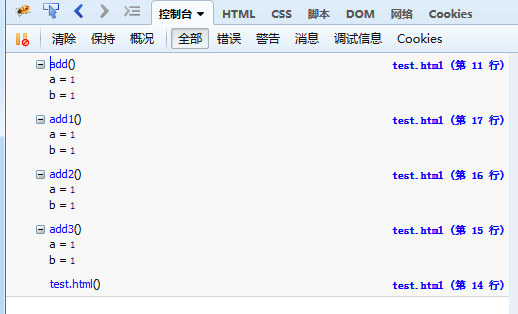 控制台 HTML CSS 脚本 DOM 网络 Cookies
清除 保持 概况 全部 错误 警告 消息 调试信息 Cookies
add() test.html (第 11 行)
a = 1
b = 1
add1() test.html (第 17 行)
a = 1
b = 1
add2() test.html (第 16 行)
a = 1
b = 1
add3() test.html (第 15 行)
a = 1
b = 1
test.html() test.html (第 14 行)